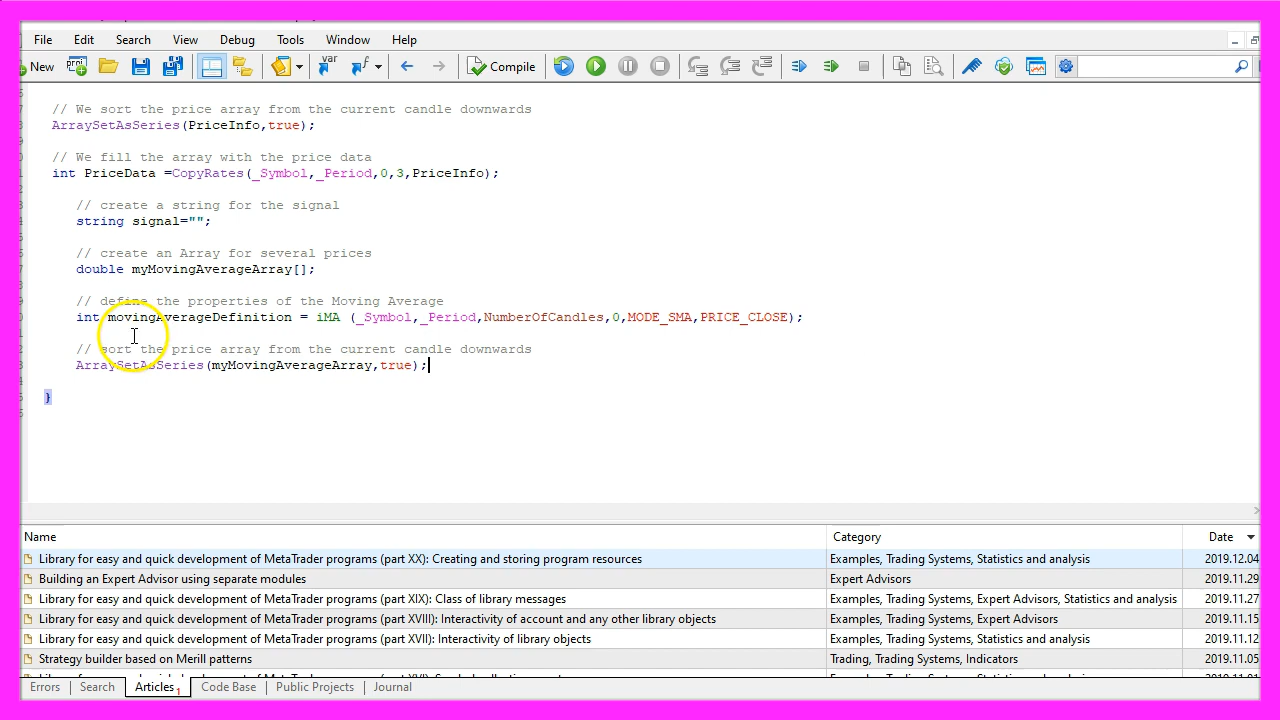 File Edit Search View Debug Tools Window Help
New Compile
// We sort the price array from the current candle downwards
ArraySetAsSeries(PriceInfo,true);
// We fill the array with the price data
int PriceData =CopyRates(_Symbol,_Period,0,3,PriceInfo);
// create a string for the signal
string signal="";
// create an Array for several prices
double myMovingAverageArray[];
// define the properties of the Moving Average
int movingAverageDefinition = iMA (_Symbol,_Period,NumberOfCandles,0,MODE_SMA,PRICE_CLOSE);
// sort the price array from the current candle downwards
ArraySetAsSeries(myMovingAverageArray,true);
}
Name Category Date
Library for easy and quick development of MetaTrader programs (part XX): Creating and storing program resources Examples, Trading Systems, Statistics and analysis 2019.12.04
Building an Expert Advisor using separate modules Expert Advisors 2019.11.29
Library for easy and quick development of MetaTrader programs (part XIX): Class of library messages Examples, Trading Systems, Expert Advisors, Statistics and analysis 2019.11.27
Library for easy and quick development of MetaTrader programs (part XVIII): Interactivity of account and any other library objects Examples, Trading Systems, Expert Advisors 2019.11.15
Library for easy and quick development of MetaTrader programs (part XVII): Interactivity of library objects Examples, Trading Systems, Statistics and analysis 2019.11.12
Strategy builder based on Merill patterns Trading, Trading Systems, Indicators 2019.11.05
Errors Search Articles 1 Code Base Public Projects Journal